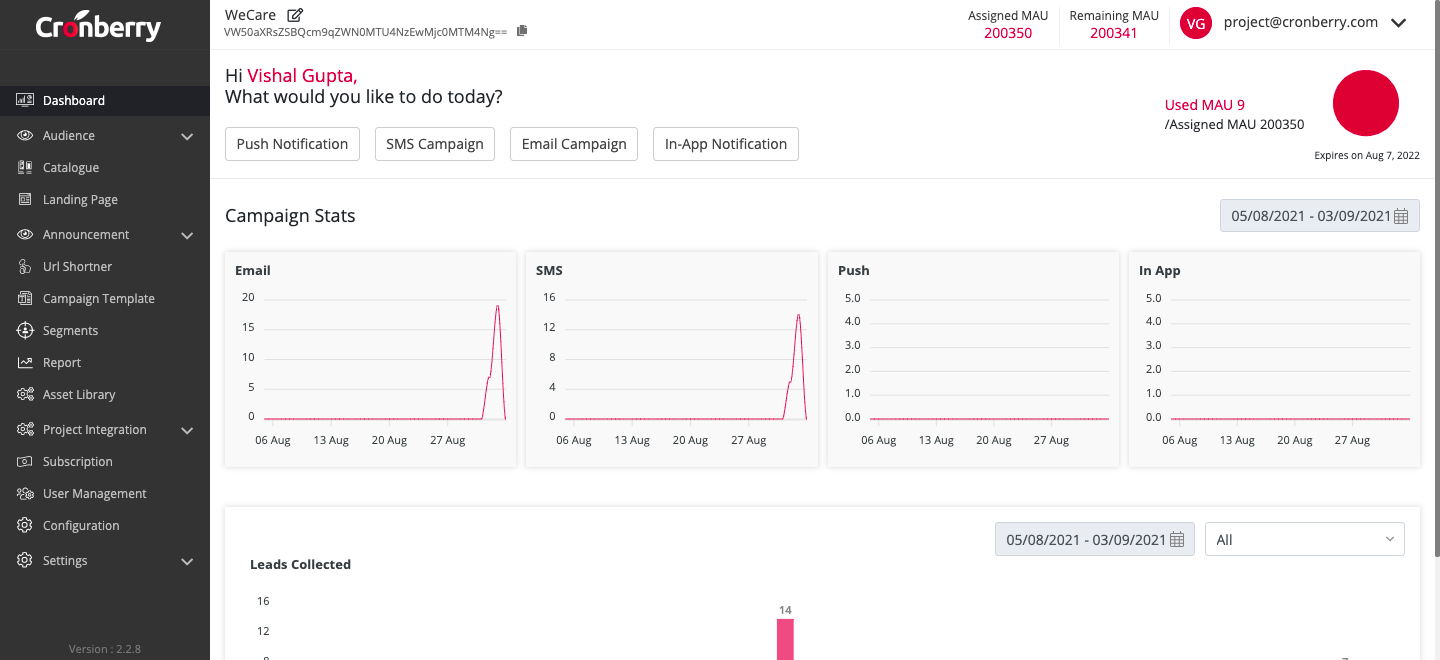 Cronberry
WeCare
VW50aXRsZSBQcm9qZWN0MTU4NzEwMjc0MTM4Ng==
Assigned MAU
200350
Remaining MAU
200341
VG
project@cronberry.com
Dashboard
Audience
Catalogue
Landing Page
Announcement
Url Shortner
Campaign Template
Segments
Report
Asset Library
Project Integration
Subscription
User Management
Configuration
Settings
Version : 2.2.8
Hi Vishal Gupta,
What would you like to do today?
Push Notification
SMS Campaign
Email Campaign
In-App Notification
Used MAU 9
/Assigned MAU 200350
Expires on Aug 7, 2022
Campaign Stats
05/08/2021 - 03/09/2021
Email
20
15
10
5
0
06 Aug 13 Aug 20 Aug 27 Aug
SMS
16
12
8
4
0
06 Aug 13 Aug 20 Aug 27 Aug
Push
5.0
4.0
3.0
2.0
1.0
0.0
06 Aug 13 Aug 20 Aug 27 Aug
In App
5.0
4.0
3.0
2.0
1.0
0.0
06 Aug 13 Aug 20 Aug 27 Aug
05/08/2021 - 03/09/2021
All
Leads Collected
16
14
12